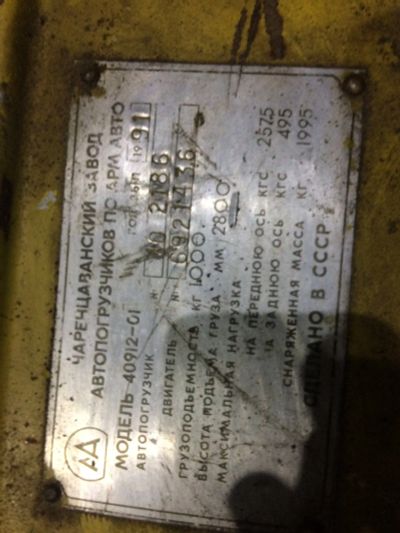 ЧАРЕНЦАВАНСКИЙ ЗАВОД
АВТОПОГРУЗЧИКОВ ПО АРМ АВТО
МОДЕЛЬ 40912-01 ГОД ВЫП 1991
АВТОПОГРУЗЧИК N
ДВИГАТЕЛЬ №
ГРУЗОПОДЪЕМНОСТЬ КГ 1000
ВЫСОТА ПОДЪЕМА ГРУЗА ММ 2800
МАКСИМАЛЬНАЯ НАГРУЗКА
НА ПЕРЕДНЮЮ ОСЬ КГС 2575
НА ЗАДНЮЮ ОСЬ КГС 495
СНАРЯЖЕННАЯ МАССА КГ 1995
СДЕЛАНО В СССР